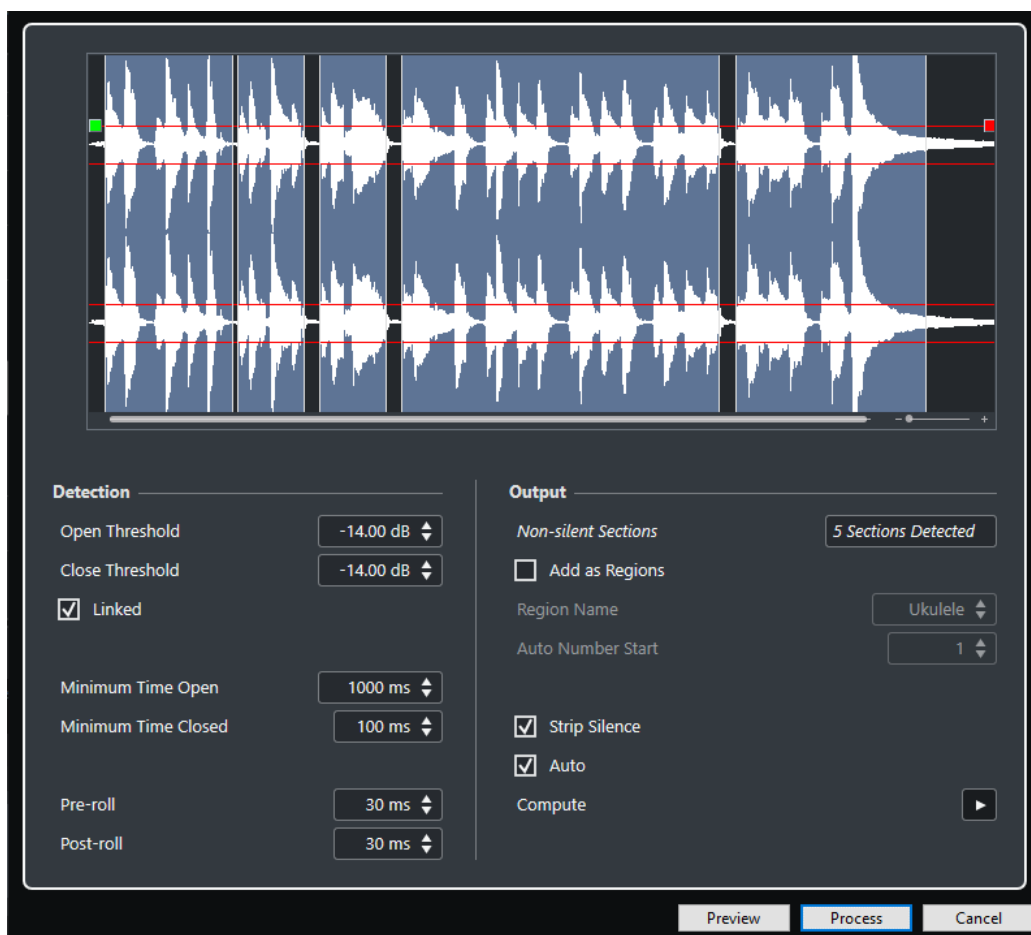 Detection
Open Threshold -14.00 dB
Close Threshold -14.00 dB
Linked
Minimum Time Open 1000 ms
Minimum Time Closed 100 ms
Pre-roll 30 ms
Post-roll 30 ms
Output
Non-silent Sections 5 Sections Detected
Add as Regions
Region Name Ukulele
Auto Number Start 1
Strip Silence
Auto
Compute
Preview Process Cancel